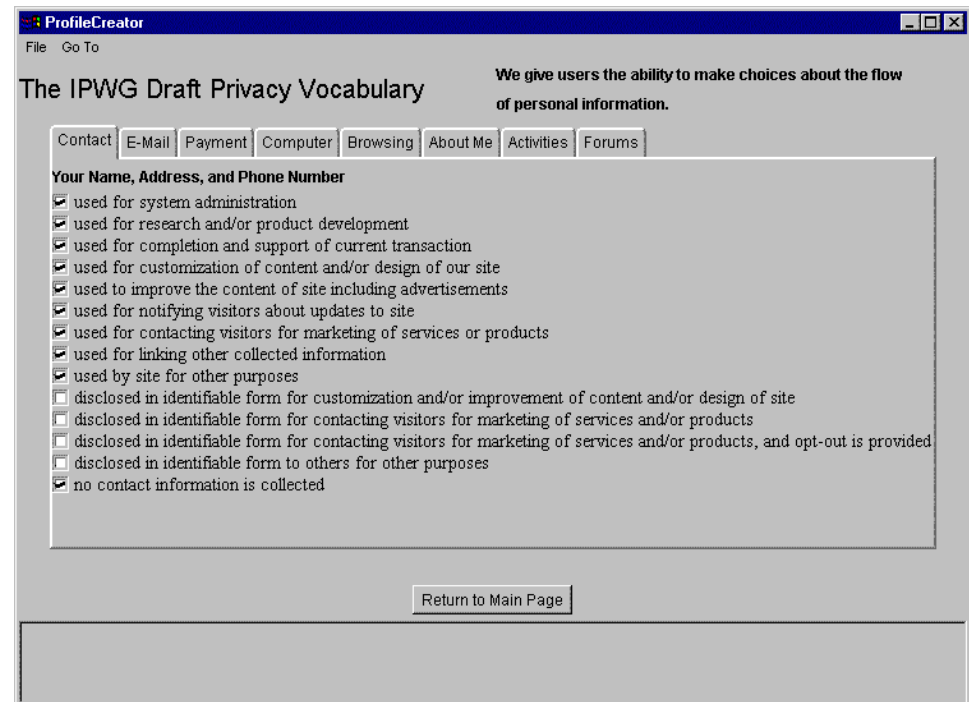 ProfileCreator
File Go To
The IPWG Draft Privacy Vocabulary
We give users the ability to make choices about the flow
of personal information.
Contact E-Mail Payment Computer Browsing About Me Activities Forums
Your Name, Address, and Phone Number
used for system administration
used for research and/or product development
used for completion and support of current transaction
used for customization of content and/or design of our site
used to improve the content of site including advertisements
used for notifying visitors about updates to site
used for contacting visitors for marketing of services or products
used for linking other collected information
used by site for other purposes
disclosed in identifiable form for customization and/or improvement of content and/or design of site
disclosed in identifiable form for contacting visitors for marketing of services and/or products
disclosed in identifiable form for contacting visitors for marketing of services and/or products, and opt-out is provided
disclosed in identifiable form to others for other purposes
no contact information is collected
Return to Main Page